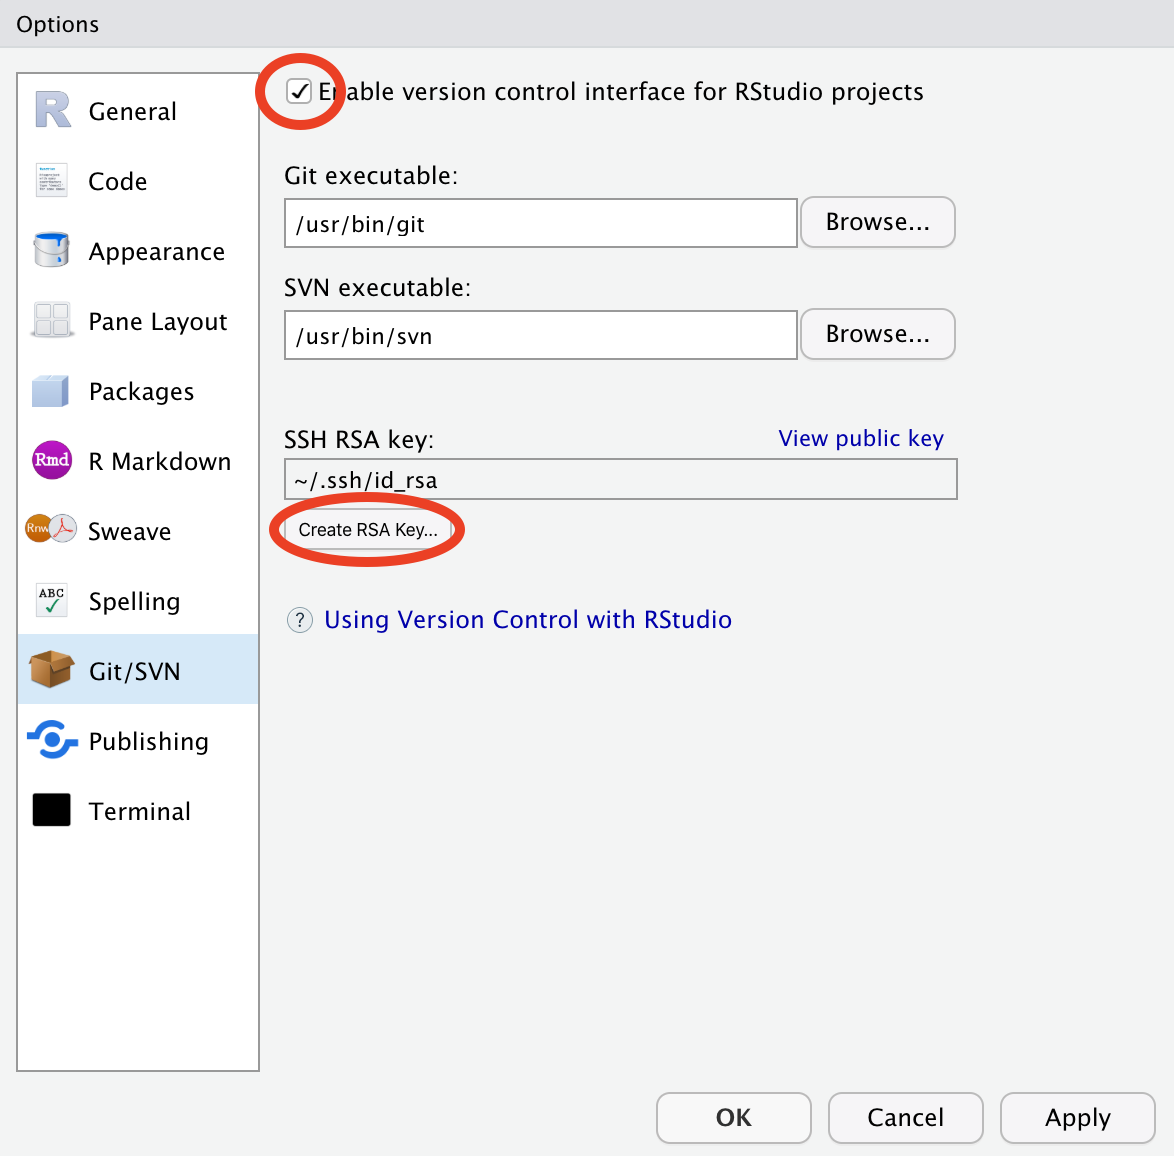 Options
General
Code
Appearance
Pane Layout
Packages
Rmd
R Markdown
Rnw
Sweave
ABC
Spelling
Git/SVN
Publishing
Terminal
Enable version control interface for RStudio projects
Git executable:
/usr/bin/git
Browse...
SVN executable:
/usr/bin/svn
Browse...
SSH RSA key:
View public key
~/.ssh/id_rsa
Create RSA Key...
? Using Version Control with RStudio
OK
Cancel
Apply